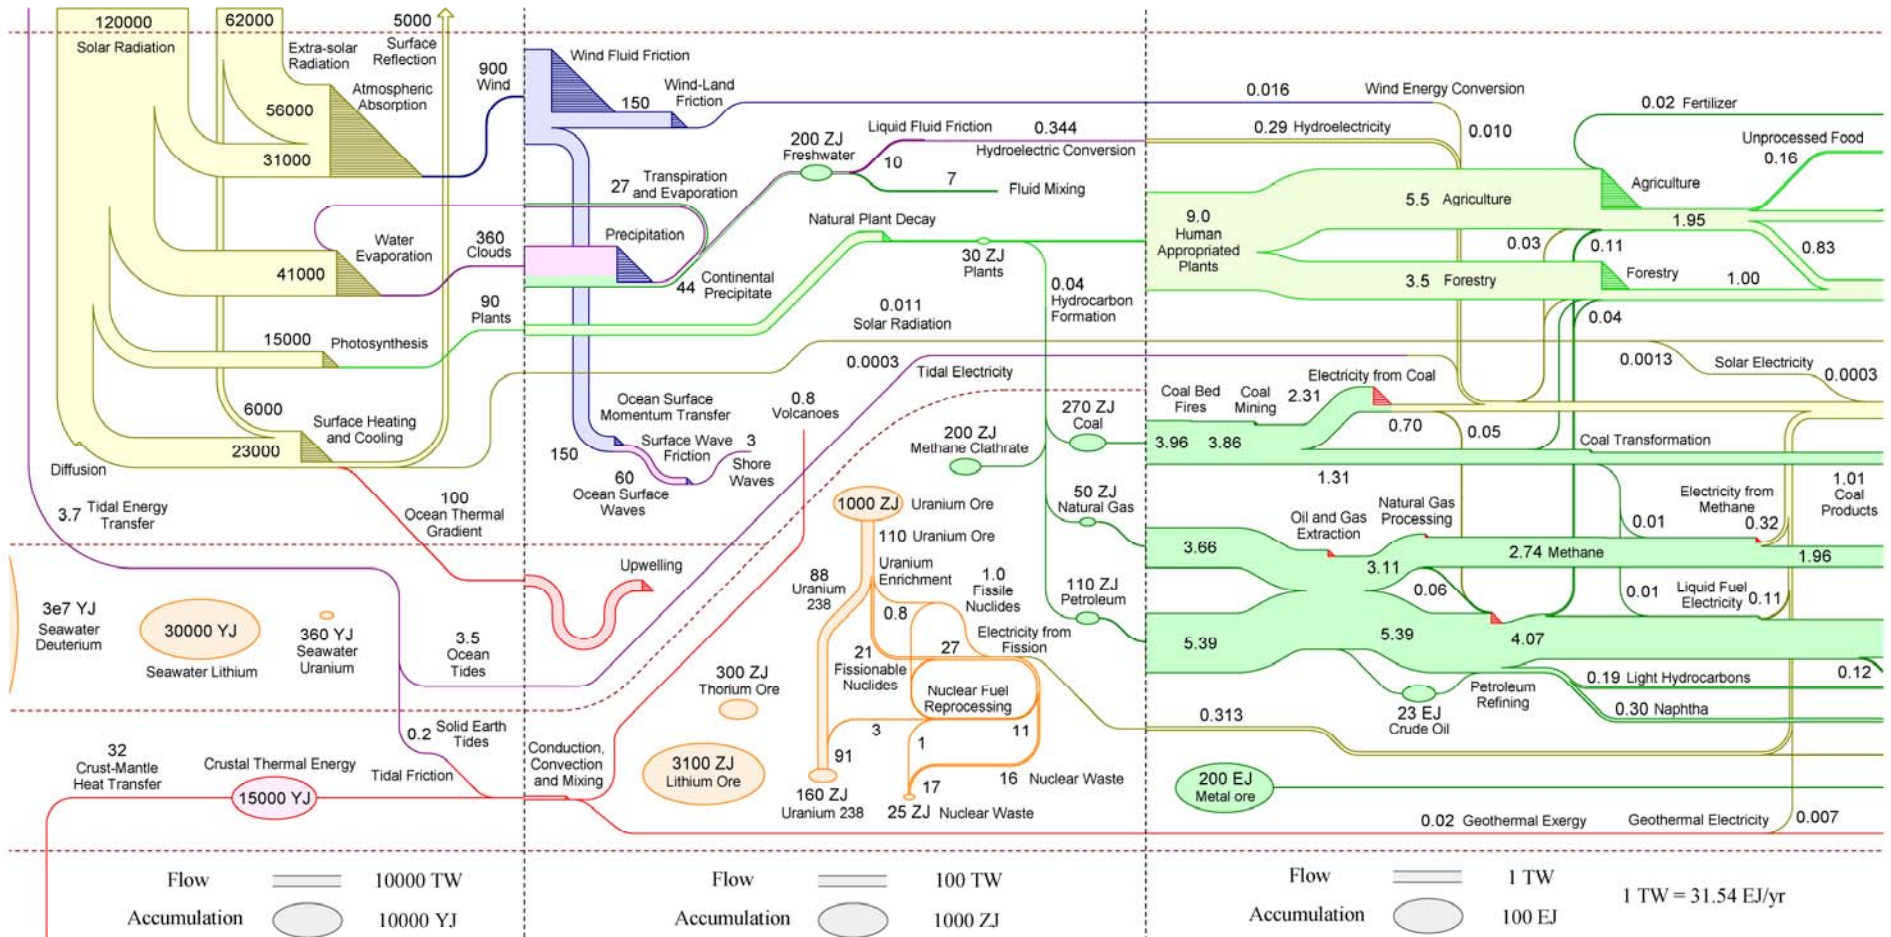 120000
Solar Radiation
62000
Extra-solar
Radiation
5000
Surface
Reflection
Atmospheric
Absorption
56000
31000
900
Wind
Wind Fluid Friction
150
Wind-Land
Friction
27
Transpiration
and Evaporation
200 ZJ
Freshwater
Liquid Fluid Friction
10
0.344
Hydroelectric Conversion
7
Fluid Mixing
Water
Evaporation
41000
360
Clouds
Precipitation
44
Continental
Precipitate
Natural Plant Decay
30 ZJ
Plants
0.04
Hydrocarbon
Formation
15000
Photosynthesis
90
Plants
0.011
Solar Radiation
0.0003
Tidal Electricity
6000
Surface Heating
and Cooling
23000
Diffusion
Ocean Surface
Momentum Transfer
150
Surface Wave
Friction
3
Shore
Waves
60
Ocean Surface
Waves
0.8
Volcanoes
200 ZJ
Methane Clathrate
270 ZJ
Coal
50 ZJ
Natural Gas
110 ZJ
Petroleum
3.7
Tidal Energy
Transfer
100
Ocean Thermal
Gradient
Upwelling
1000 ZJ
Uranium Ore
110 Uranium Ore
88
Uranium
238
Uranium
Enrichment
1.0
Fissile
Nuclides
0.8
Electricity from
Fission
21
Fissionable
Nuclides
27
Nuclear Fuel
Reprocessing
3
1
11
91
17
16 Nuclear Waste
160 ZJ
Uranium 238
25 ZJ Nuclear Waste
3e7 YJ
Seawater
Deuterium
30000 YJ
Seawater Lithium
360 YJ
Seawater
Uranium
3.5
Ocean
Tides
300 ZJ
Thorium Ore
3100 ZJ
Lithium Ore
0.2
Solid Earth
Tides
Tidal Friction
32
Crust-Mantle
Heat Transfer
Crustal Thermal Energy
15000 YJ
Conduction,
Convection
and Mixing
0.016
Wind Energy Conversion
0.29 Hydroelectricity
0.010
0.02 Fertilizer
Unprocessed Food
0.16
9.0
Human
Appropriated
Plants
5.5 Agriculture
Agriculture
1.95
0.03
0.11
0.83
3.5 Forestry
Forestry
1.00
0.04
0.0013
Solar Electricity
0.0003
Electricity from Coal
Coal Bed
Fires
Coal
Mining
2.31
0.70
0.05
3.96
3.86
Coal Transformation
1.31
1.01
Coal
Products
Natural Gas
Processing
Oil and Gas
Extraction
Electricity from
Methane
0.01
0.32
3.66
3.11
2.74 Methane
1.96
0.06
0.01
Liquid Fuel
Electricity
0.11
5.39
5.39
4.07
0.12
0.19 Light Hydrocarbons
Petroleum
Refining
0.30 Naphtha
23 EJ
Crude Oil
0.313
200 EJ
Metal ore
0.02 Geothermal Exergy
Geothermal Electricity
0.007
Flow
10000 TW
Accumulation
10000 YJ
Flow
100 TW
Accumulation
1000 ZJ
Flow
1 TW
Accumulation
100 EJ
1 TW = 31.54 EJ/yr